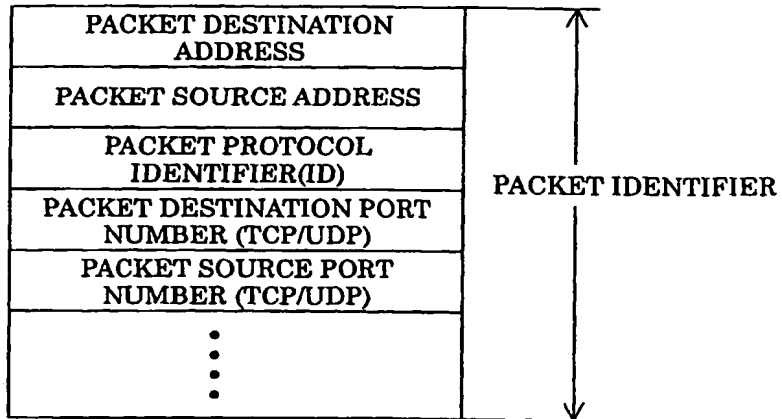 PACKET DESTINATION
ADDRESS
PACKET SOURCE ADDRESS
PACKET PROTOCOL
IDENTIFIER(ID)
PACKET DESTINATION PORT
NUMBER (TCP/UDP)
PACKET SOURCE PORT
NUMBER (TCP/UDP)
PACKET IDENTIFIER